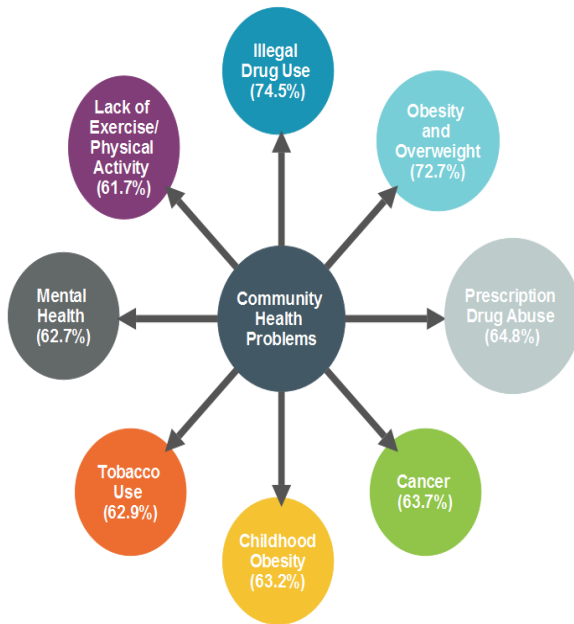 Illegal
Drug Use
(74.5%)
Obesity
and
Overweight
(72.7%)
Prescription
Drug Abuse
(64.8%)
Cancer
(63.7%)
Childhood
Obesity
(63.2%)
Tobacco
Use
(62.9%)
Mental
Health
(62.7%)
Lack of
Exercise/
Physical
Activity
(61.7%)
Community
Health
Problems